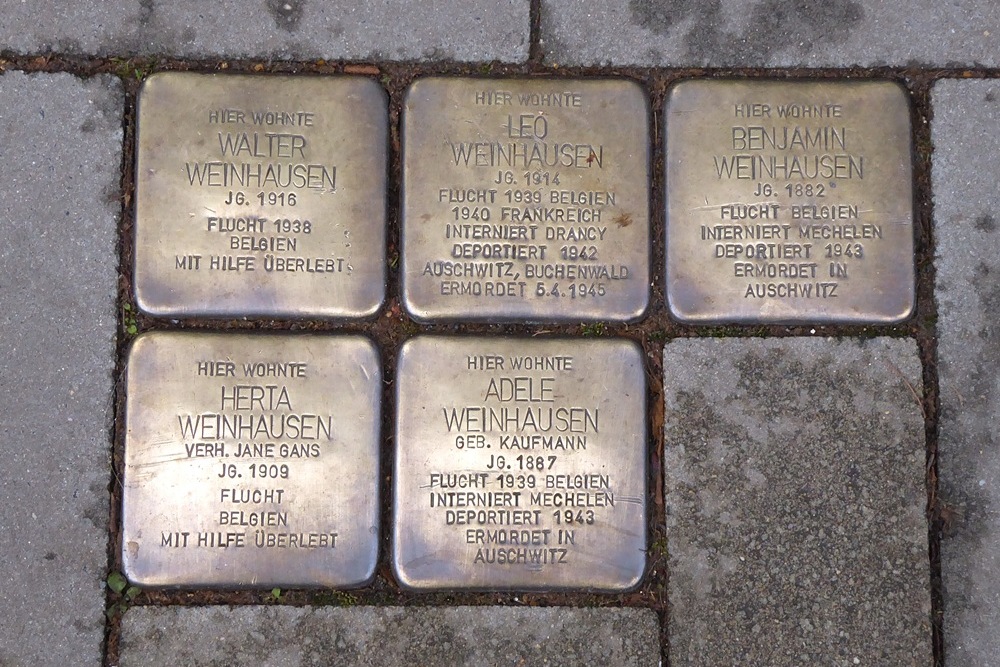 HIER WOHNTE
WALTER
WEINHAUSEN
JG. 1916
FLUCHT 1938
BELGIEN
MIT HILFE ÜBERLEBT
HIER WOHNTE
LEO
WEINHAUSEN
JG. 1914
FLUCHT 1939 BELGIEN
1940 FRANKREICH
INTERNIERT DRANCY
DEPORTIERT 1942
AUSCHWITZ, BUCHENWALD
ERMORDET 5.4.1945
HIER WOHNTE
BENJAMIN
WEINHAUSEN
JG. 1882
FLUCHT BELGIEN
INTERNIERT MECHELEN
DEPORTIERT 1943
ERMORDET IN
AUSCHWITZ
HIER WOHNTE
HERTA
WEINHAUSEN
VERH. JANE GANS
JG. 1909
FLUCHT
BELGIEN
MIT HILFE ÜBERLEBT
HIER WOHNTE
ADELE
WEINHAUSEN
GEB. KAUFMANN
JG. 1887
FLUCHT 1939 BELGIEN
INTERNIERT MECHELEN
DEPORTIERT 1943
ERMORDET IN
AUSCHWITZ